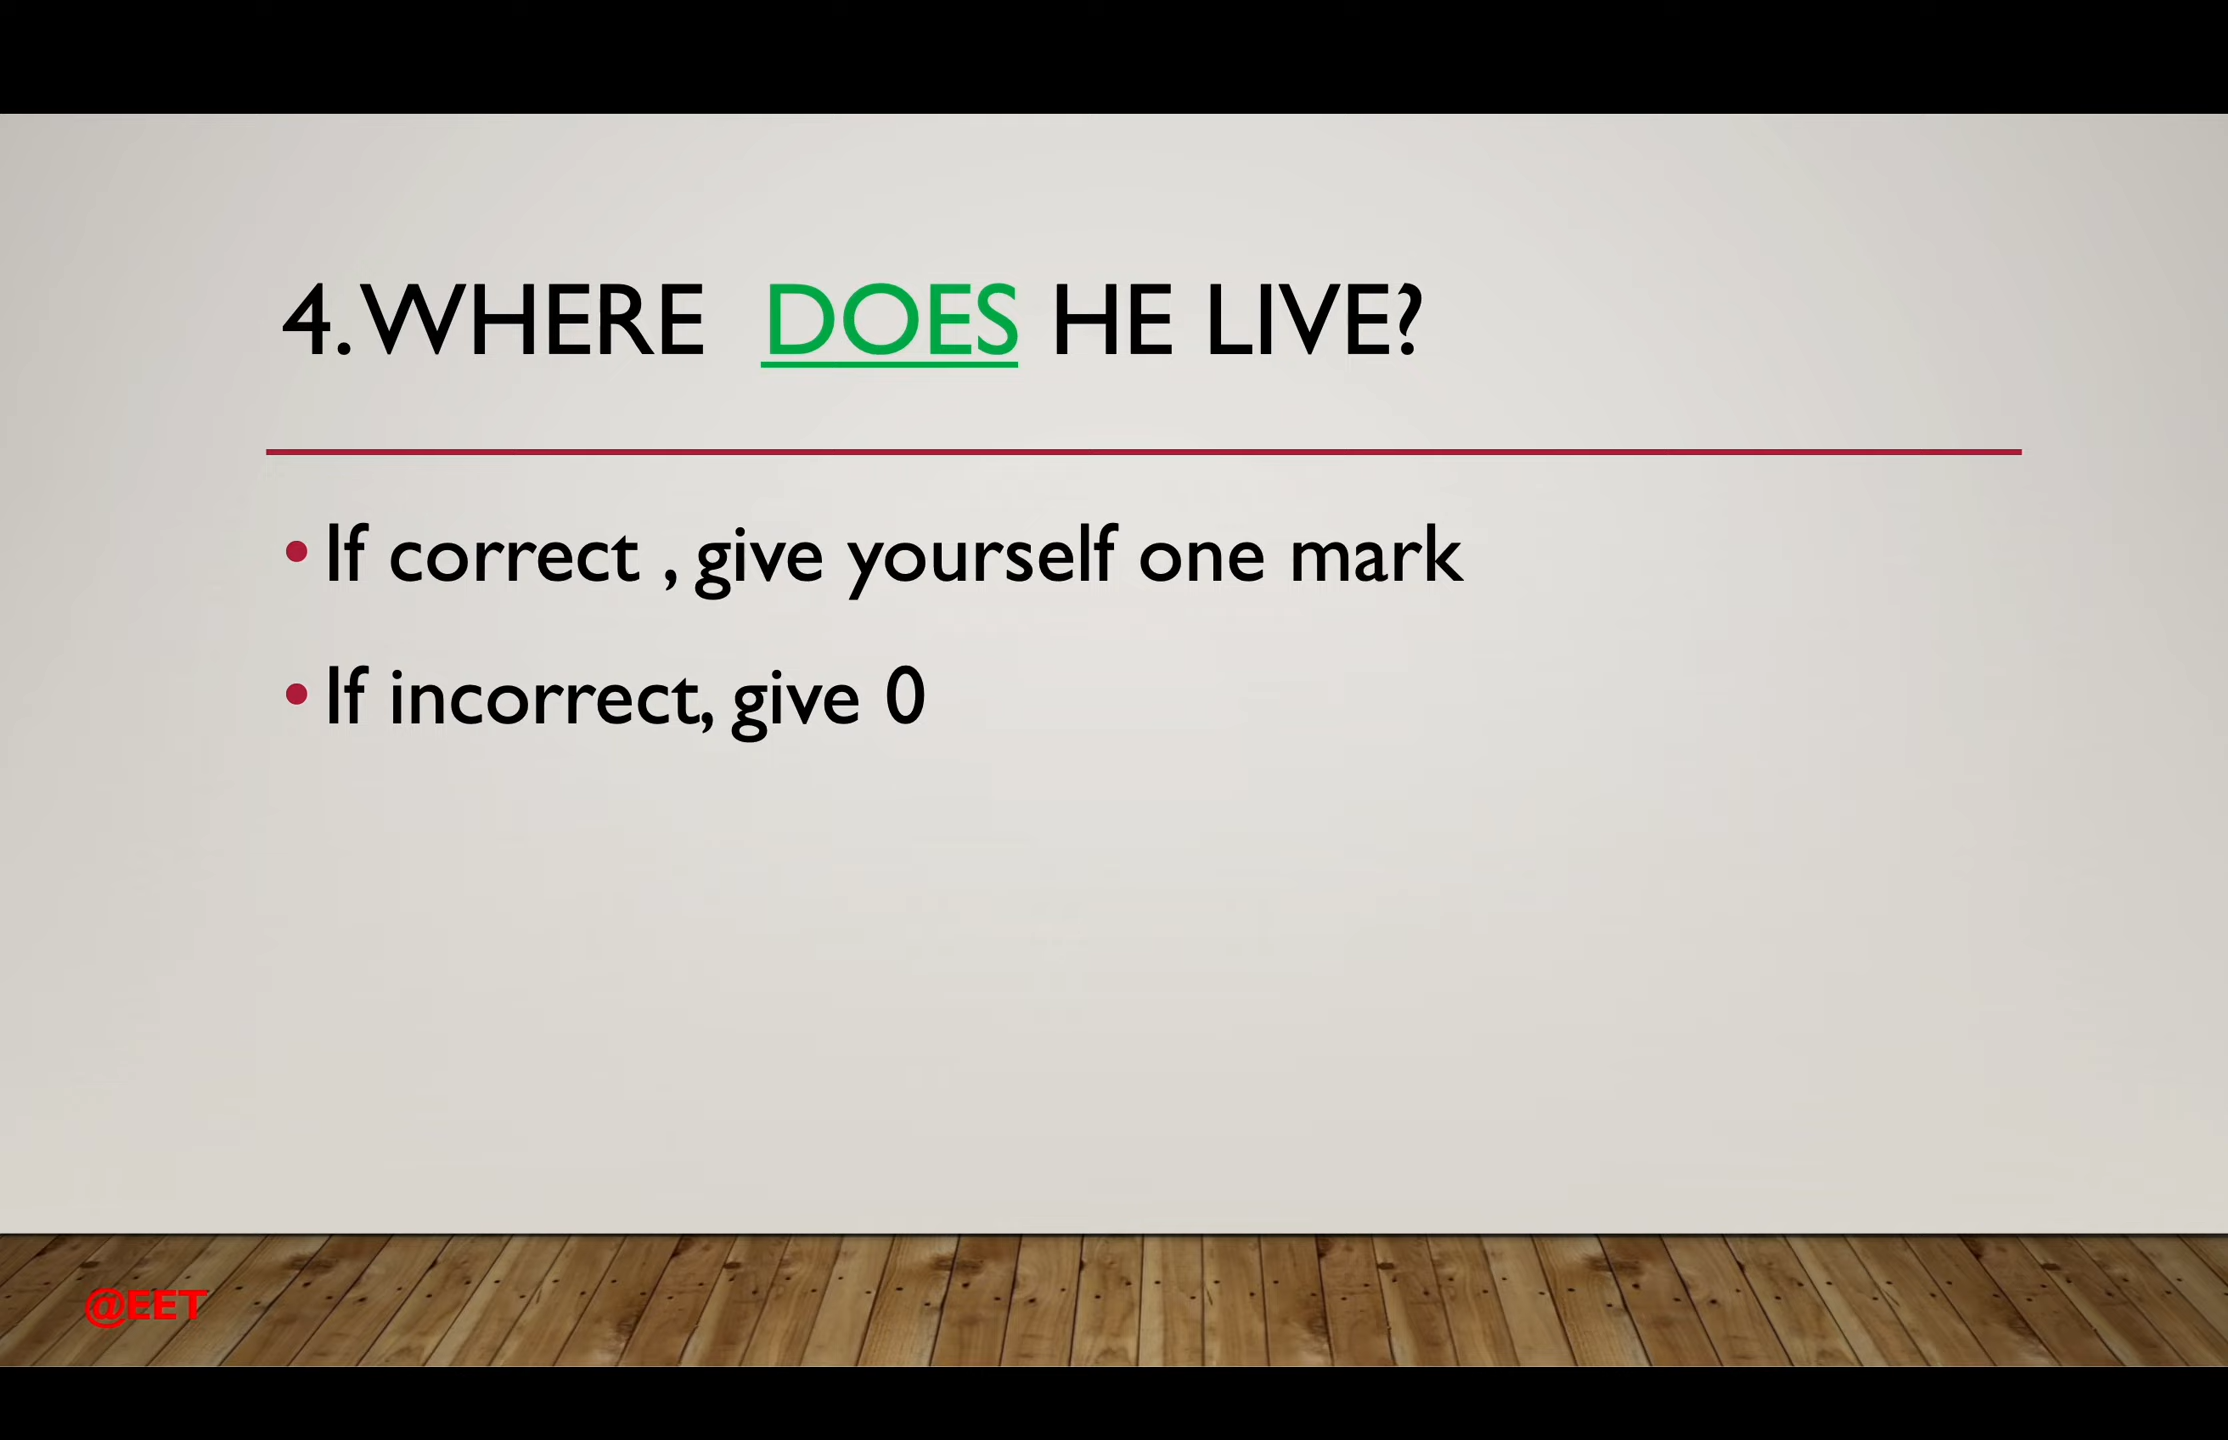 4. WHERE DOES HE LIVE?
• If correct , give yourself one mark
• If incorrect, give 0
@EET